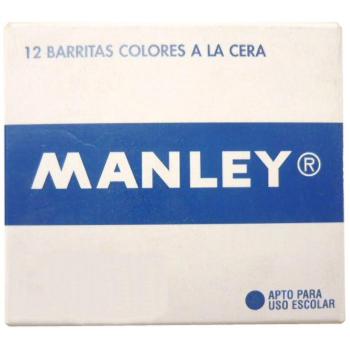 12 BARRITAS COLORES A LA CERA
MANLEY®
APTO PARA
USO ESCOLAR